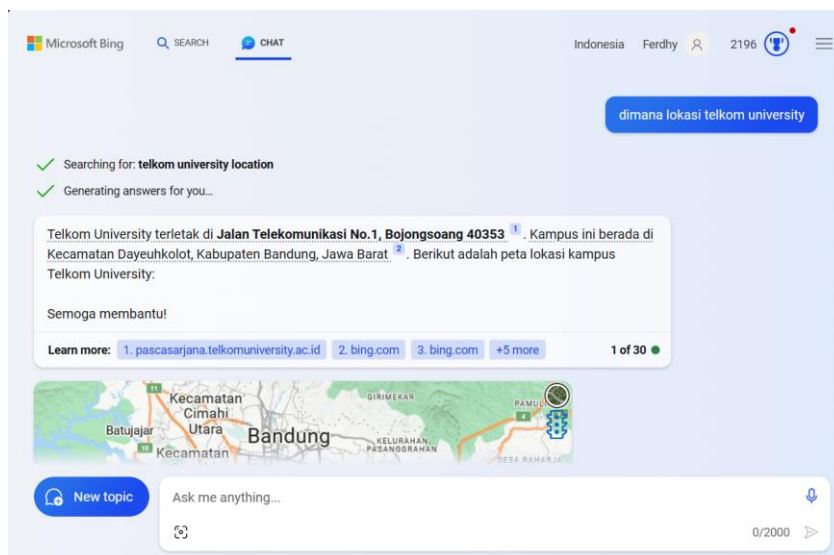 Microsoft Bing SEARCH CHAT Indonesia Ferdhy 2196
dimana lokasi telkom university
Searching for: telkom university location
Generating answers for you...
Telkom University terletak di Jalan Telekomunikasi No.1, Bojongsoang 40353 1 . Kampus ini berada di
Kecamatan Dayeuhkolot, Kabupaten Bandung, Jawa Barat 2 . Berikut adalah peta lokasi kampus
Telkom University:
Semoga membantu!
Learn more: 1. pascasarjana.telkomuniversity.ac.id 2. bing.com 3. bing.com +5 more 1 of 30
11
Kecamatan
Cimahi
Utara
GIRIMEKAR
Batujajar
Bandung
KELURAHAN
PASANGGRAHAN
10
Kecamatan
4
DESA RAHARJA
New topic
Ask me anything...
0/2000